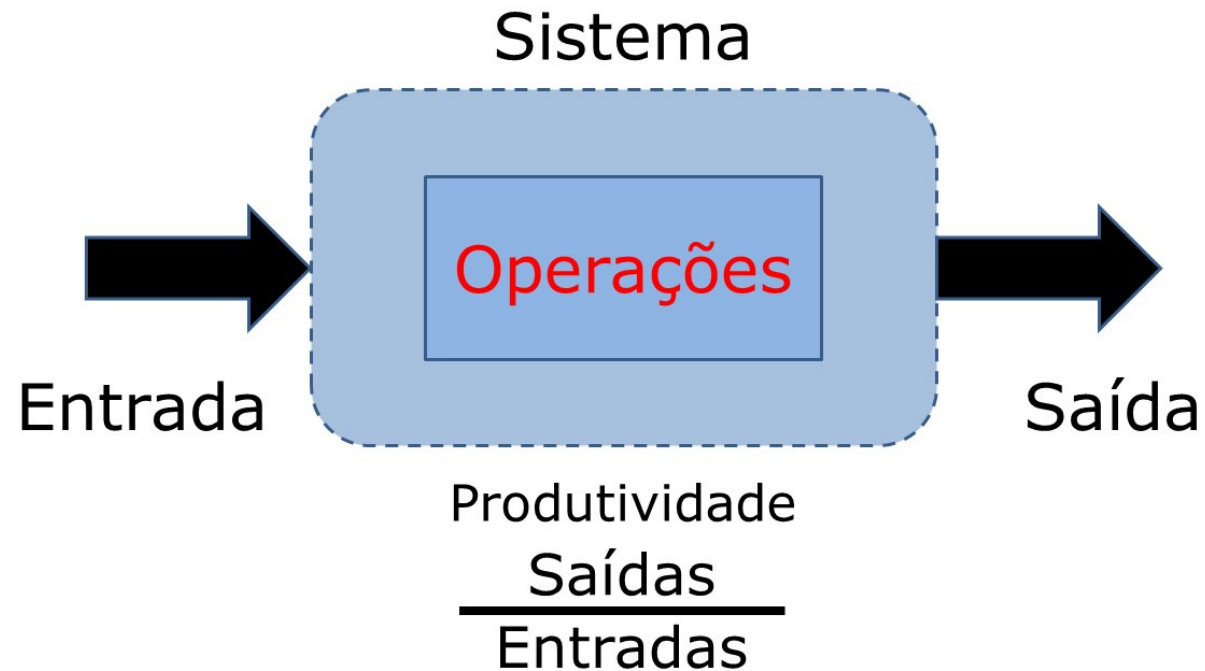 Sistema
Operações
Entrada
Saída
Produtividade
Saídas
Entradas